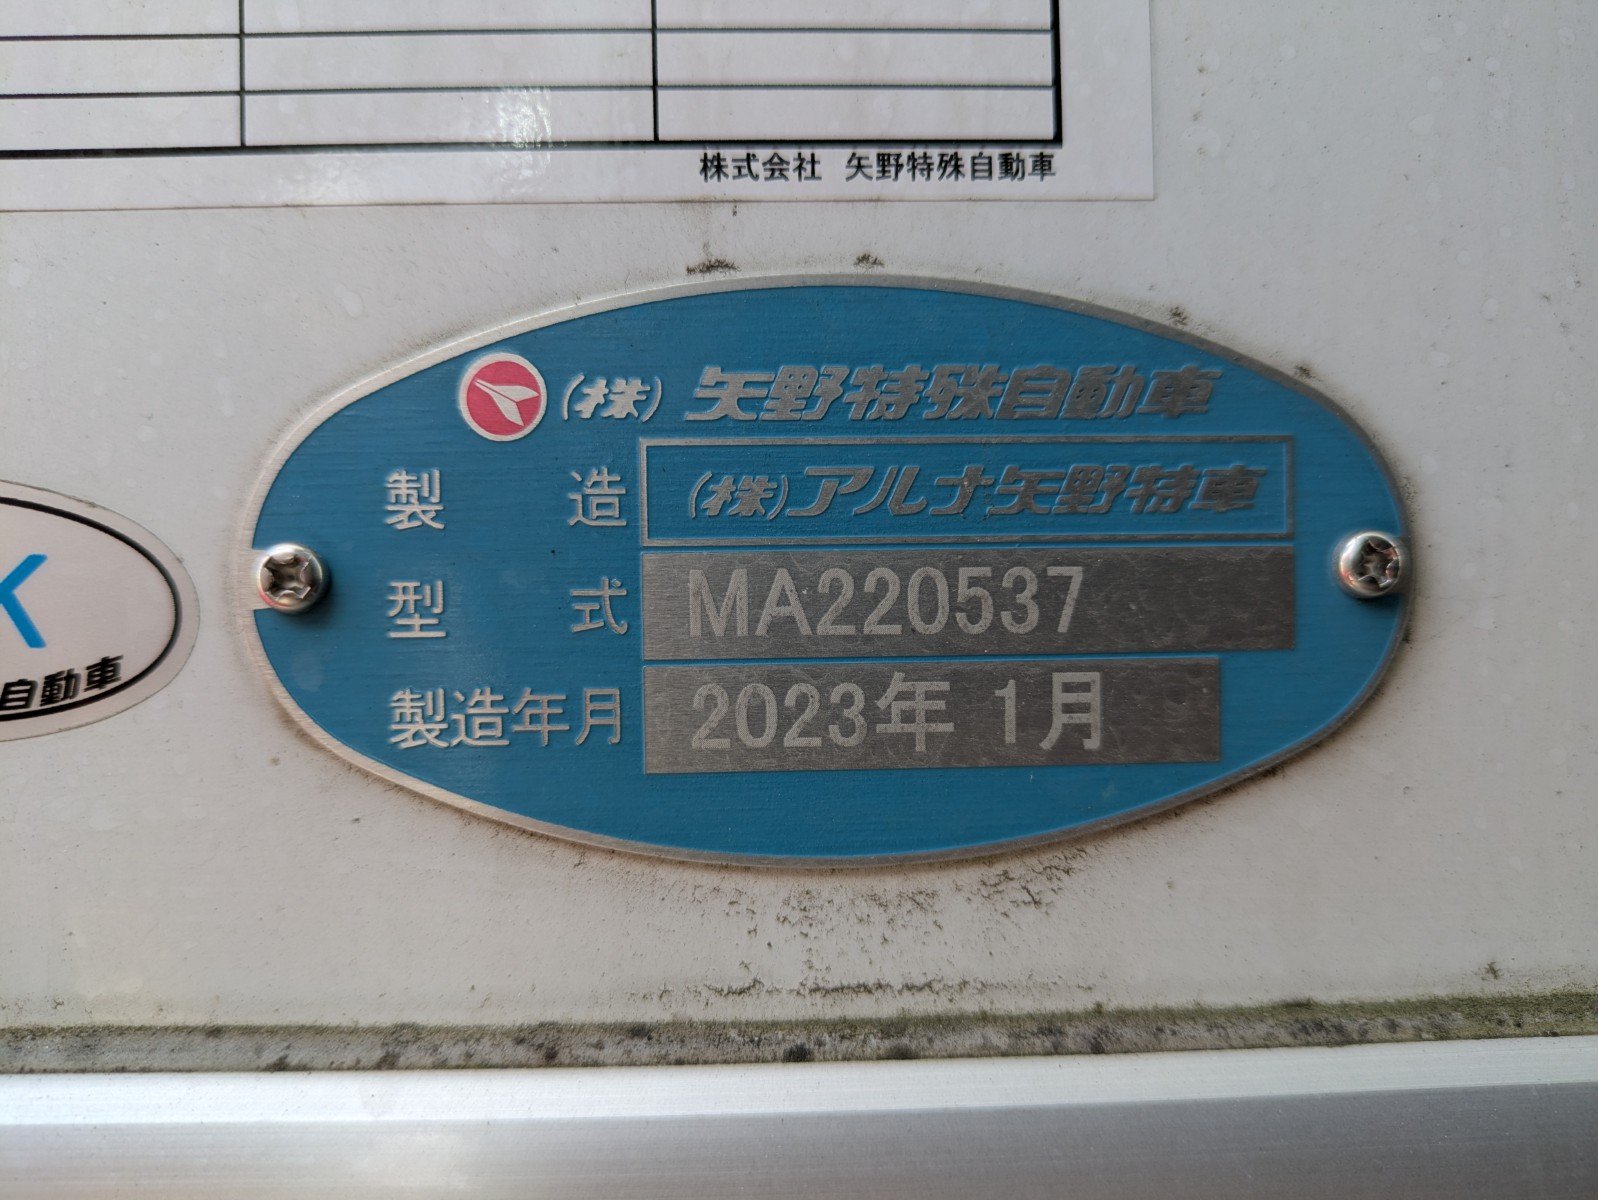 株式会社 矢野特殊自動車
(株)矢野特殊自動車
製造 (株)アルナ矢野特車
型式 MA220537
製造年月 2023年 1月
K
自動車